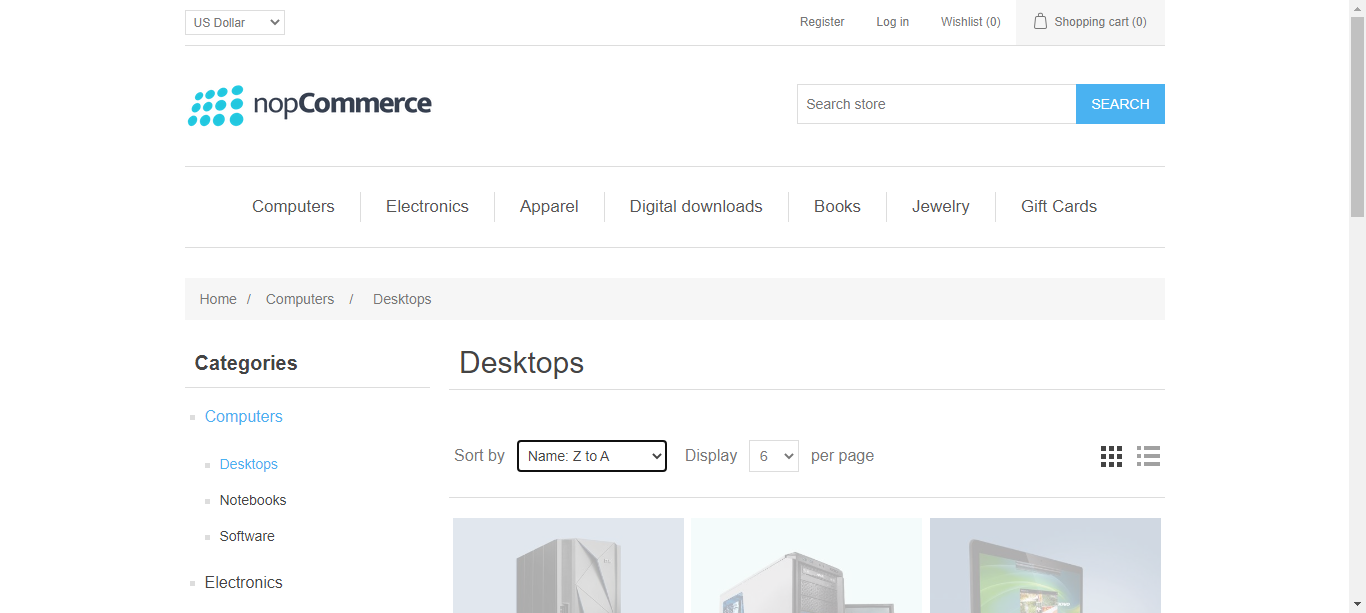 US Dollar Register Log in Wishlist (0) Shopping cart (0)
nopCommerce Search store SEARCH
Computers Electronics Apparel Digital downloads Books Jewelry Gift Cards
Home / Computers / Desktops
Categories
Computers
Desktops
Notebooks
Software
Electronics
Desktops
Sort by Name: Z to A Display 6 per page